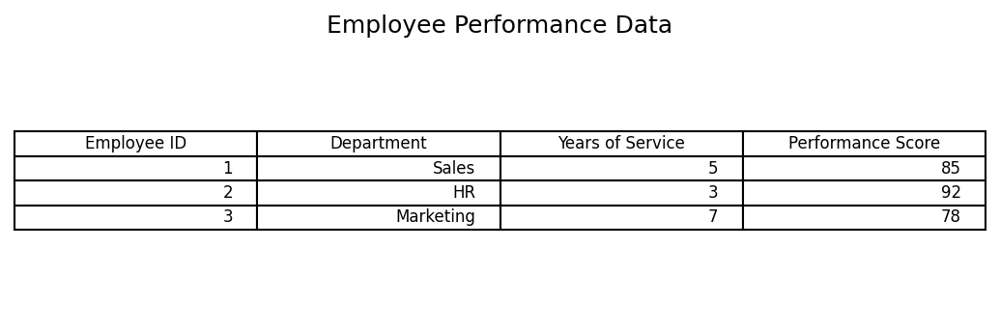 Employee Performance Data
Employee ID Department Years of Service Performance Score
1 Sales 5 85
2 HR 3 92
3 Marketing 7 78